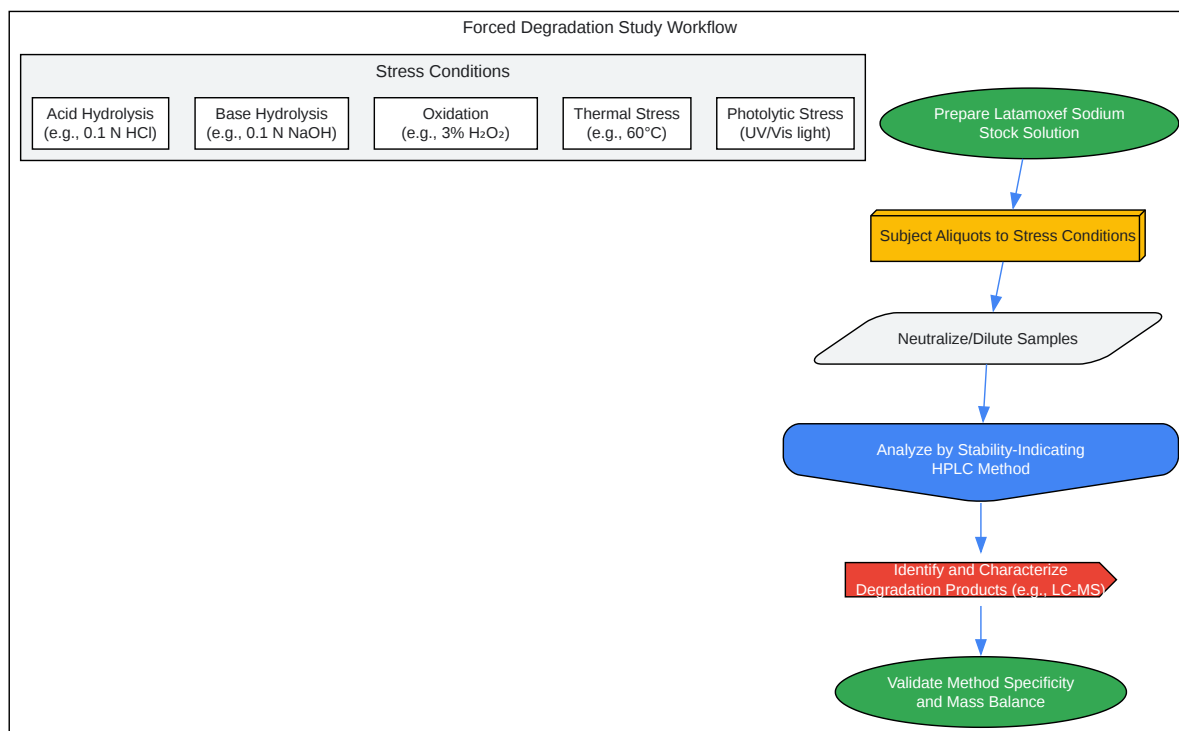 Forced Degradation Study Workflow
Stress Conditions
Acid Hydrolysis
(e.g., 0.1 N HCl)
Base Hydrolysis
(e.g., 0.1 N NaOH)
Oxidation
(e.g., 3% H₂O₂)
Thermal Stress
(e.g., 60°C)
Photolytic Stress
(UV/Vis light)
Prepare Latamoxef Sodium
Stock Solution
Subject Aliquots to Stress Conditions
Neutralize/Dilute Samples
Analyze by Stability-Indicating
HPLC Method
Identify and Characterize
Degradation Products (e.g., LC-MS)
Validate Method Specificity
and Mass Balance